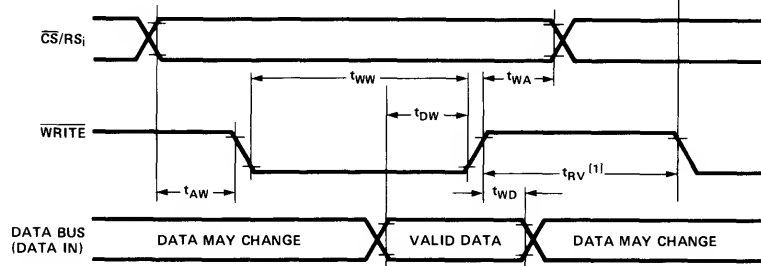 CS/RSi
tWW
tWA
tDW
WRITE
tRV [1]
tAW
tWD
DATA BUS
(DATA IN)
DATA MAY CHANGE
VALID DATA
DATA MAY CHANGE